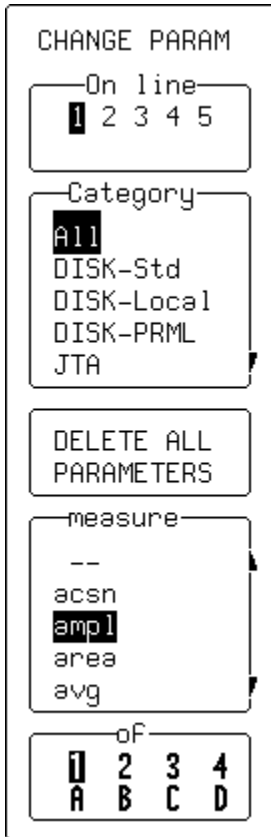 CHANGE PARAM
On line
1 2 3 4 5
Category
All
DISK-Std
DISK-Local
DISK-PRML
JTA
DELETE ALL
PARAMETERS
measure
--
acsn
ampl
area
avg
of
1 2 3 4
A B C D